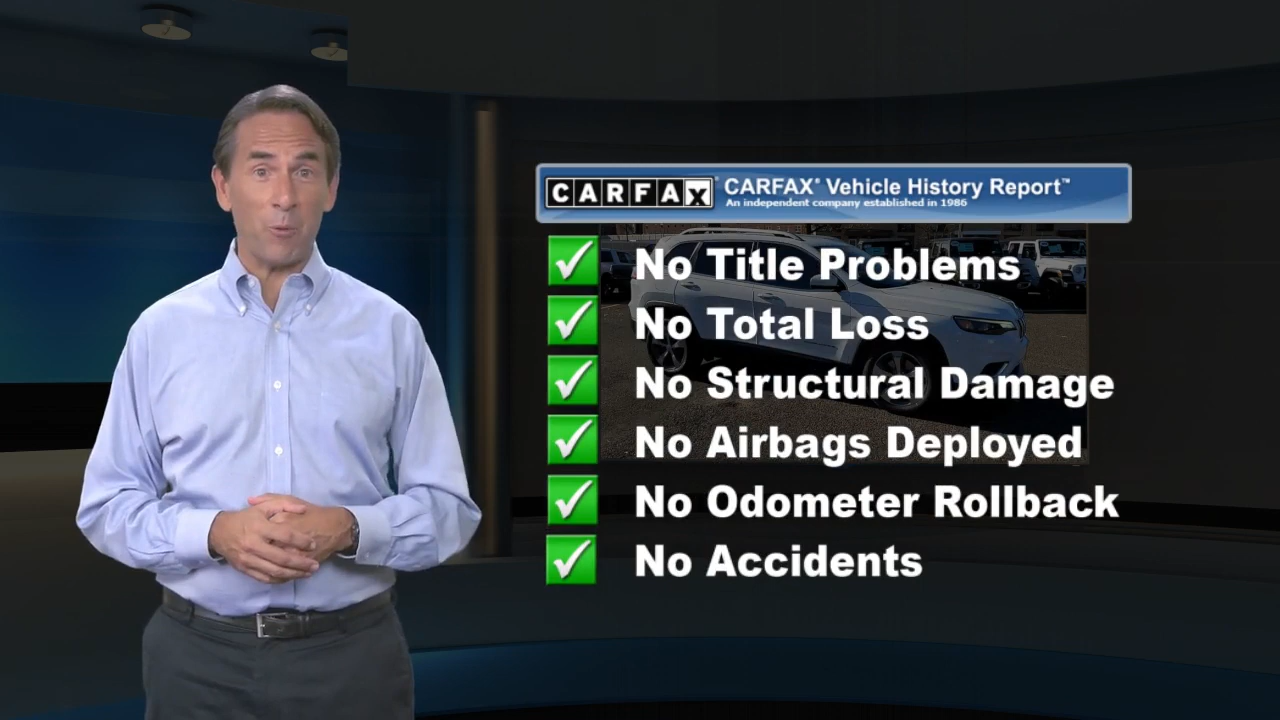 CARFAX
CARFAX® Vehicle History Report™
An independent company established in 1986
No Title Problems
No Total Loss
No Structural Damage
No Airbags Deployed
No Odometer Rollback
No Accidents